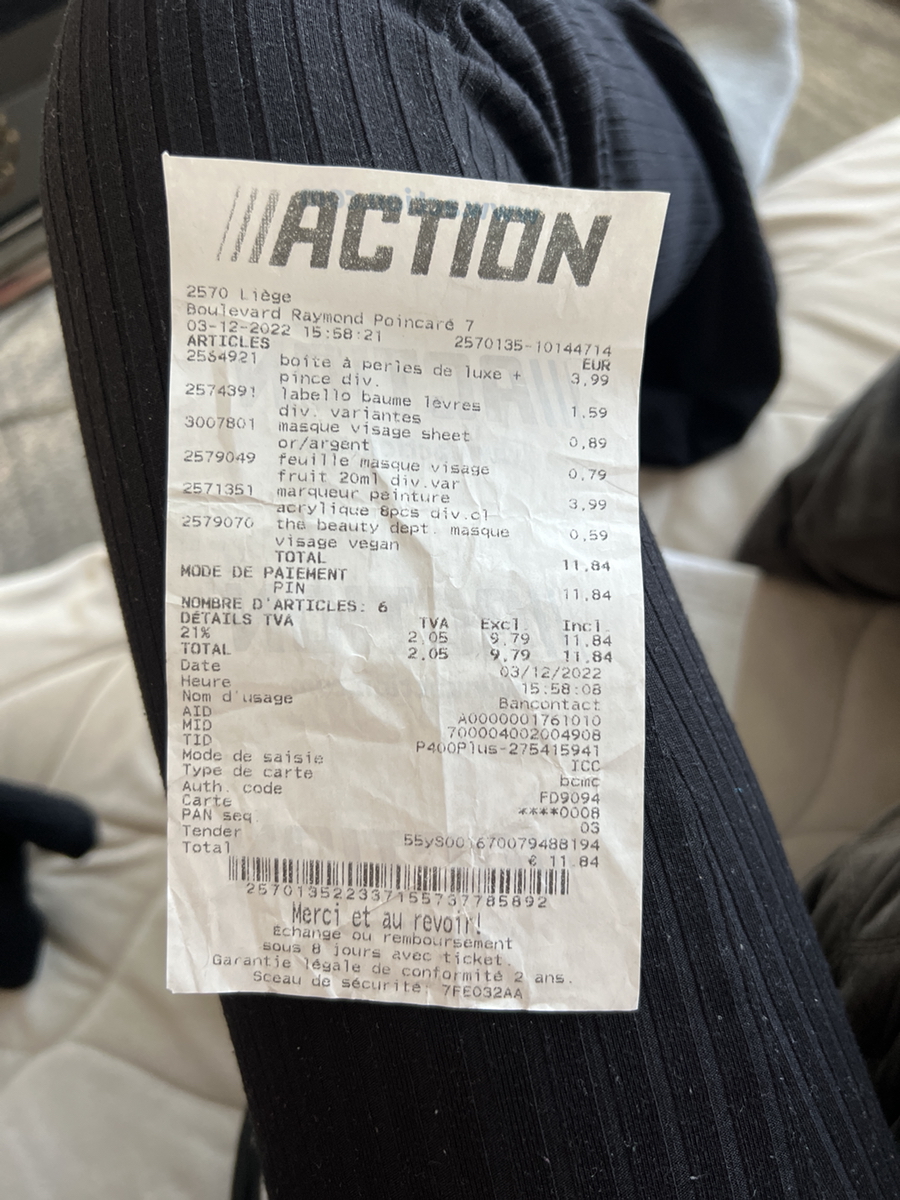 ACTION
2570 Liège
Boulevard Raymond Poincaré 7
03-12-2022 15:58:21 2570135-10144714
ARTICLES EUR
2564921 boite à perles de luxe + 3,99
pince div.
2574391 labello baume lèvres 1,59
div. variantes
3007801 masque visage sheet 0,89
or/argent
2579049 feuille masque visage 0,79
fruit 20ml div.var
2571351 marqueur peinture 3,99
acrylique 8pcs div.cl
2579070 the beauty dept. masque 0,59
visage vegan
TOTAL 11,84
MODE DE PAIEMENT
PIN 11,84
NOMBRE D'ARTICLES: 6
DÉTAILS TVA TVA Excl. Incl.
21% 2,05 9,79 11,84
TOTAL 2,05 9,79 11,84
Date 03/12/2022
Heure 15:58:08
Nom d'usage Bancontact
AID A0000001761010
MID 700004002004908
TID P400Plus-275415941
Mode de saisie ICC
Type de carte bcmc
Auth. code FD9094
Carte ****0008
PAN seq. 03
Tender 55yS001670079488194
Total € 11.84
2570135223371557377785892
Merci et au revoir!
Échange ou remboursement
sous 8 jours avec ticket.
Garantie légale de conformité 2 ans.
Sceau de sécurité: 7FE032AA